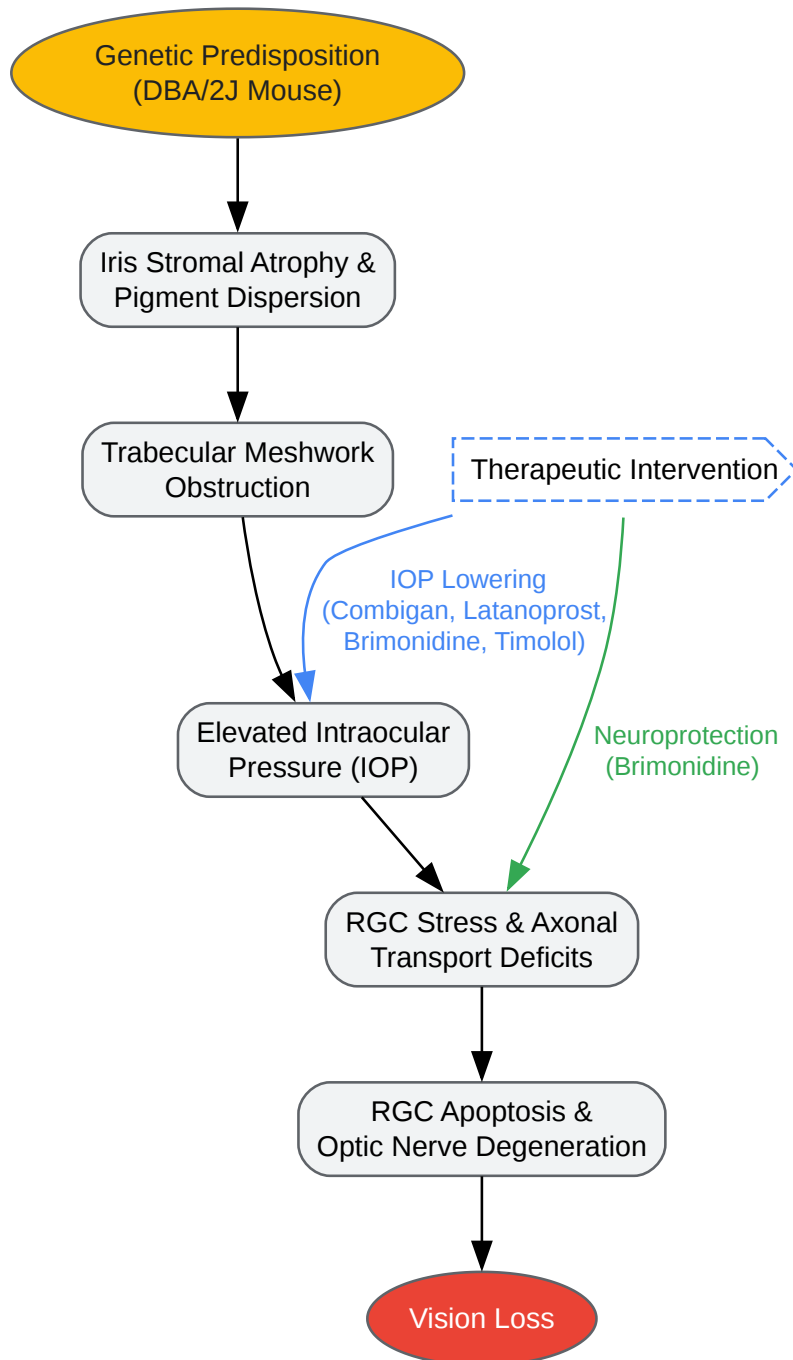 Genetic Predisposition
(DBA/2J Mouse)
Iris Stromal Atrophy &
Pigment Dispersion
Trabecular Meshwork
Obstruction
Therapeutic Intervention
IOP Lowering
(Combigan, Latanoprost,
Brimonidine, Timolol)
Elevated Intraocular
Pressure (IOP)
Neuroprotection
(Brimonidine)
RGC Stress & Axonal
Transport Deficits
RGC Apoptosis &
Optic Nerve Degeneration
Vision Loss